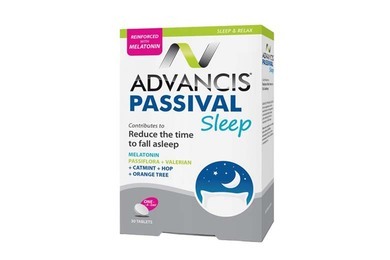 REINFORCED
WITH
MELATONIN
SLEEP & RELAX
ADVANCIS
PASSIVAL
Sleep
Contributes to
Reduce the time
to fall asleep
MELATONIN
PASSIFLORA + VALERIAN
+ CATMINT + HOP
+ ORANGE TREE
ONE
30 TABLETS